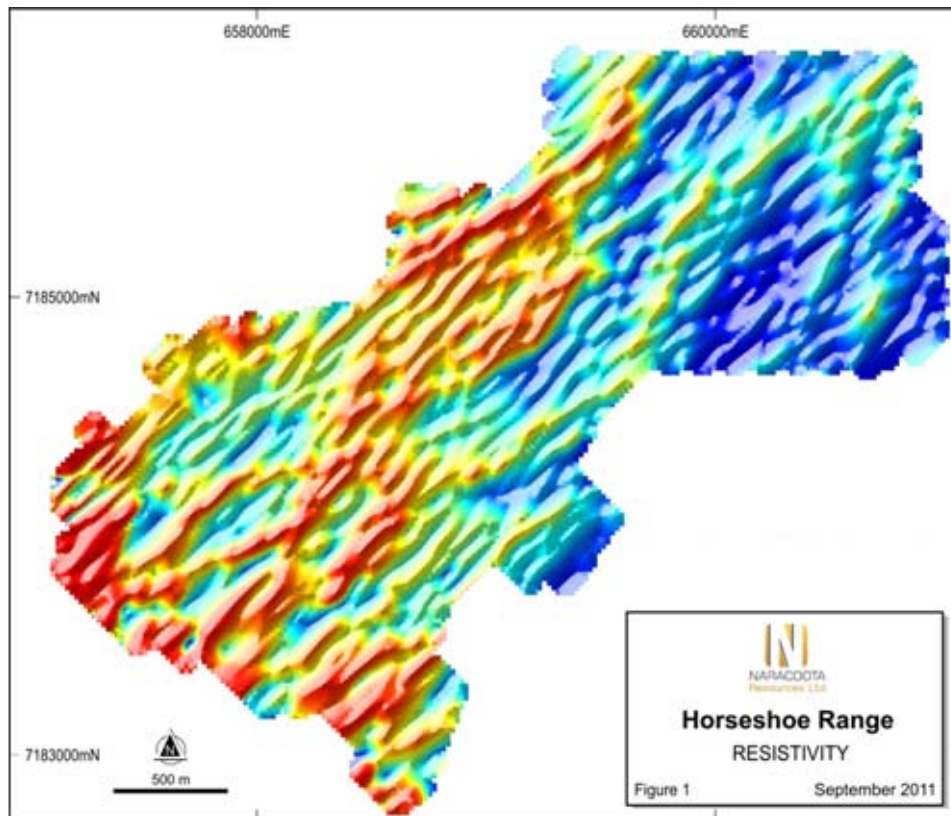 658000mE
660000mE
7185000mN
7183000mN
N
500 m
N
NARACOOTA
Resources Ltd
Horseshoe Range
RESISTIVITY
Figure 1
September 2011